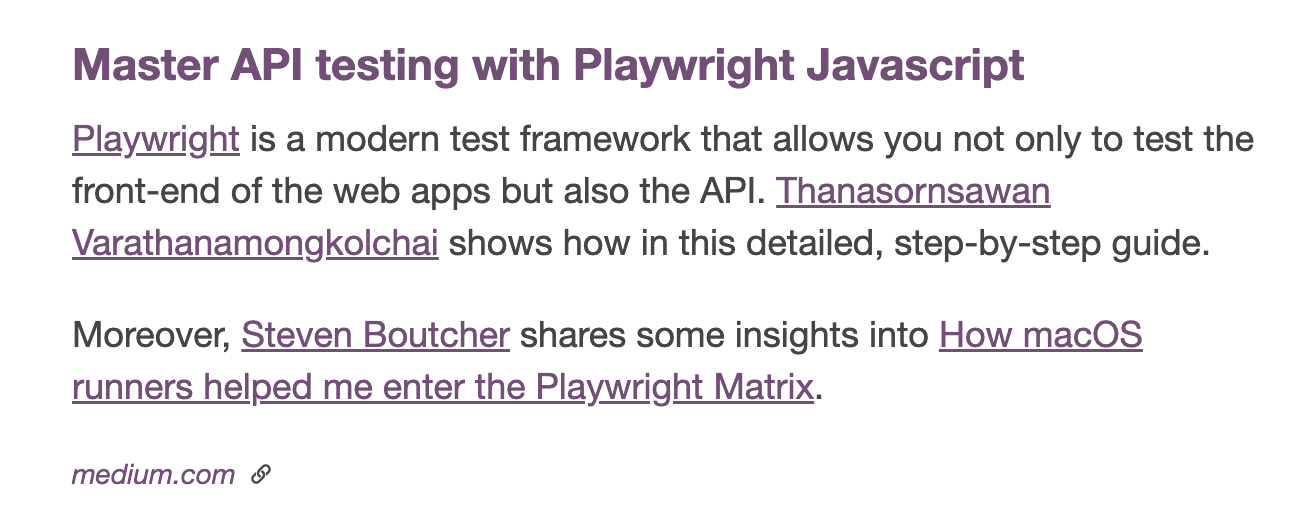 Master API testing with Playwright Javascript
Playwright is a modern test framework that allows you not only to test the
front-end of the web apps but also the API. Thanasornsawan
Varathanamongkolchai shows how in this detailed, step-by-step guide.
Moreover, Steven Boutcher shares some insights into How macOS
runners helped me enter the Playwright Matrix.
medium.com